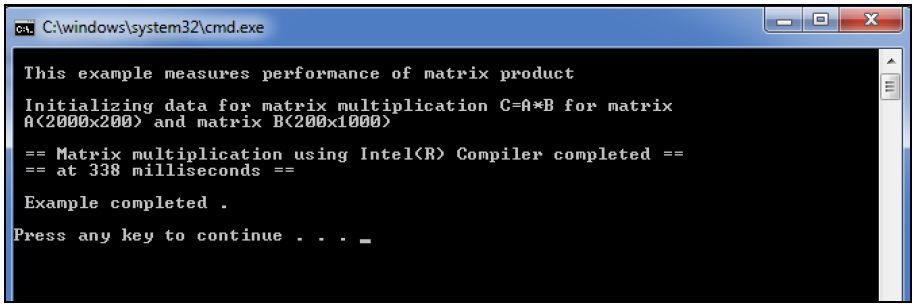 C:\windows\system32\cmd.exe
This example measures performance of matrix product
Initializing data for matrix multiplication C=A*B for matrix
A(2000x200) and matrix B(200x1000)
== Matrix multiplication using Intel(R) Compiler completed ==
== at 338 milliseconds ==
Example completed .
Press any key to continue . . . _